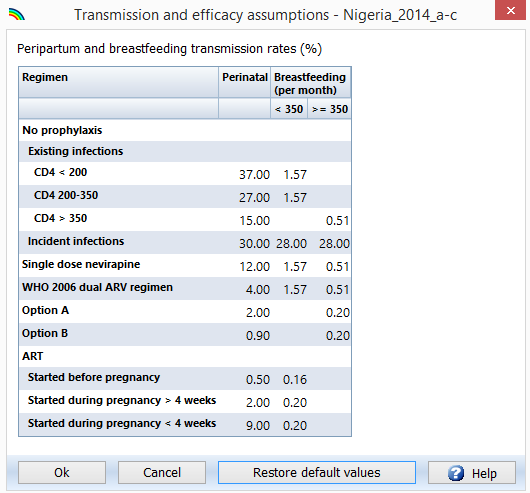 Transmission and efficacy assumptions - Nigeria_2014_a-c
Peripartum and breastfeeding transmission rates (%)
Regimen Perinatal Breastfeeding (per month)
< 350 >= 350
No prophylaxis
Existing infections
CD4 < 200 37.00 1.57
CD4 200-350 27.00 1.57
CD4 > 350 15.00 0.51
Incident infections 30.00 28.00 28.00
Single dose nevirapine 12.00 1.57 0.51
WHO 2006 dual ARV regimen 4.00 1.57 0.51
Option A 2.00 0.20
Option B 0.90 0.20
ART
Started before pregnancy 0.50 0.16
Started during pregnancy > 4 weeks 2.00 0.20
Started during pregnancy < 4 weeks 9.00 0.20
Ok Cancel Restore default values ? Help